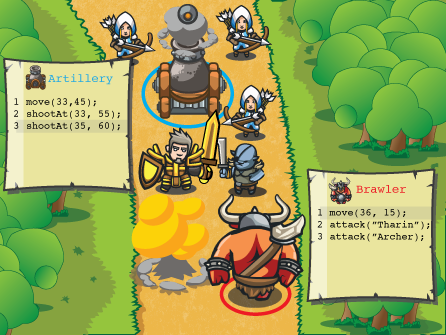 Artillery
1 move(33,45);
2 shootAt(33, 55);
3 shootAt(35, 60);
Brawler
1 move(36, 15);
2 attack("Tharin");
3 attack("Archer);